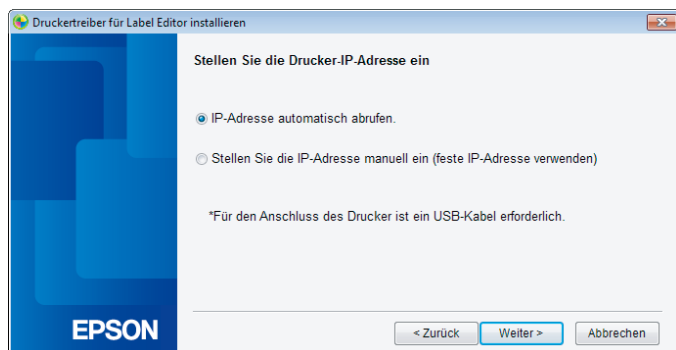 Druckertreiber für Label Editor installieren
Stellen Sie die Drucker-IP-Adresse ein
IP-Adresse automatisch abrufen.
Stellen Sie die IP-Adresse manuell ein (feste IP-Adresse verwenden)
*Für den Anschluss des Drucker ist ein USB-Kabel erforderlich.
EPSON
< Zurück
Weiter >
Abbrechen